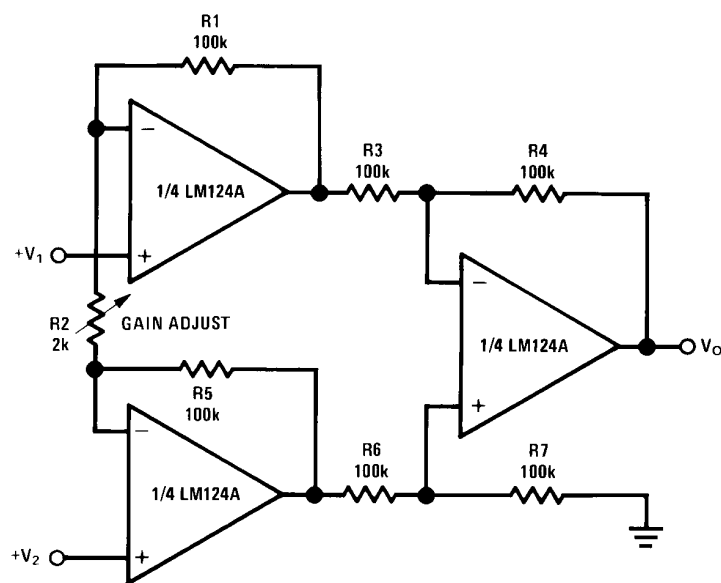 R1
100k
−
1/4 LM124A
+
+V1
R3
100k
R4
100k
R2
2k
GAIN ADJUST
−
1/4 LM124A
+
VO
R5
100k
−
1/4 LM124A
+
+V2
R6
100k
R7
100k